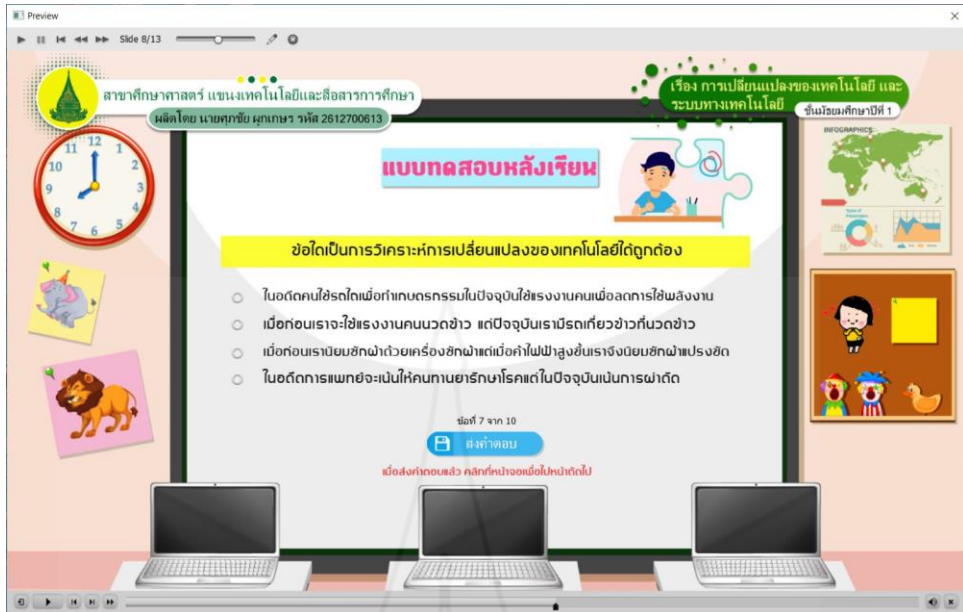 Preview
Slide 8/13
สาขาศึกษาศาสตร์ แขนงเทคโนโลยีและสื่อสารการศึกษา
ผลิตโดย นายศุภชัย ผูกเกษร รหัส 2612700613
เรื่อง การเปลี่ยนแปลงของเทคโนโลยี และ
ระบบทางเทคโนโลยี
ชั้นมัธยมศึกษาปีที่ 1
12
1
2
3
4
5
6
7
8
9
10
11
INFOGRAPHICS
แบบทดสอบหลังเรียน
ข้อใดเป็นการวิเคราะห์การเปลี่ยนแปลงของเทคโนโลยีได้ถูกต้อง
ในอดีตคนใช้รถไถเพื่อทำเกษตรกรรมในปัจจุบันใช้แรงงานคนเพื่อลดการใช้พลังงาน
เมื่อก่อนเราจะใช้แรงงานคนนวดข้าว แต่ปัจจุบันเรามีรถเกี่ยวข้าวที่นวดข้าว
เมื่อก่อนเรานิยมซักผ้าด้วยเครื่องซักผ้าแต่เมื่อค่าไฟฟ้าสูงขึ้นเราจึงนิยมซักผ้าแปรงขัด
ในอดีตการแพทย์จะเน้นให้คนทานยารักษาโรคแต่ในปัจจุบันเน้นการผ่าตัด
ข้อที่ 7 จาก 10
ส่งคำตอบ
เมื่อส่งคำตอบแล้ว คลิกที่หน้าจอเพื่อไปหน้าถัดไป